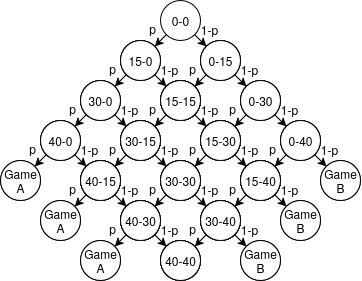 0-0
p 1-p
15-0 0-15
p 1-p p 1-p
30-0 15-15 0-30
p 1-p p 1-p p 1-p
40-0 30-15 15-30 0-40
p 1-p p 1-p p 1-p p 1-p
Game
A
40-15 30-30 15-40
Game
B
p 1-p p 1-p p 1-p
Game
A
40-30 30-40
Game
B
p 1-p p 1-p
Game
A
40-40
Game
B